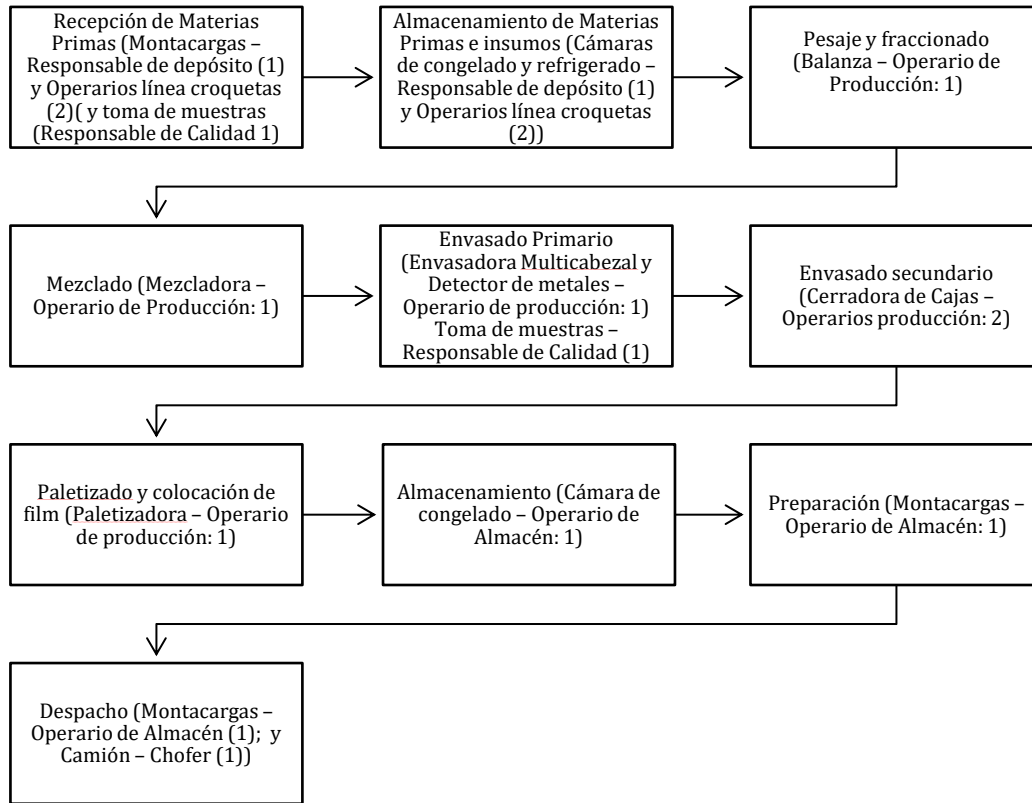 Recepción de Materias
Primas (Montacargas –
Responsable de depósito (1)
y Operarios línea croquetas
(2)( y toma de muestras
(Responsable de Calidad 1)
Almacenamiento de Materias
Primas e insumos (Cámaras
de congelado y refrigerado –
Responsable de depósito (1)
y Operarios línea croquetas
(2))
Pesaje y fraccionado
(Balanza – Operario de
Producción: 1)
Mezclado (Mezcladora –
Operario de Producción: 1)
Envasado Primario
(Envasadora Multicabezal y
Detector de metales –
Operario de producción: 1)
Toma de muestras –
Responsable de Calidad (1)
Envasado secundario
(Cerradora de Cajas –
Operarios producción: 2)
Paletizado y colocación de
film (Paletizadora – Operario
de producción: 1)
Almacenamiento (Cámara de
congelado – Operario de
Almacén: 1)
Preparación (Montacargas –
Operario de Almacén: 1)
Despacho (Montacargas –
Operario de Almacén (1); y
Camión – Chofer (1))